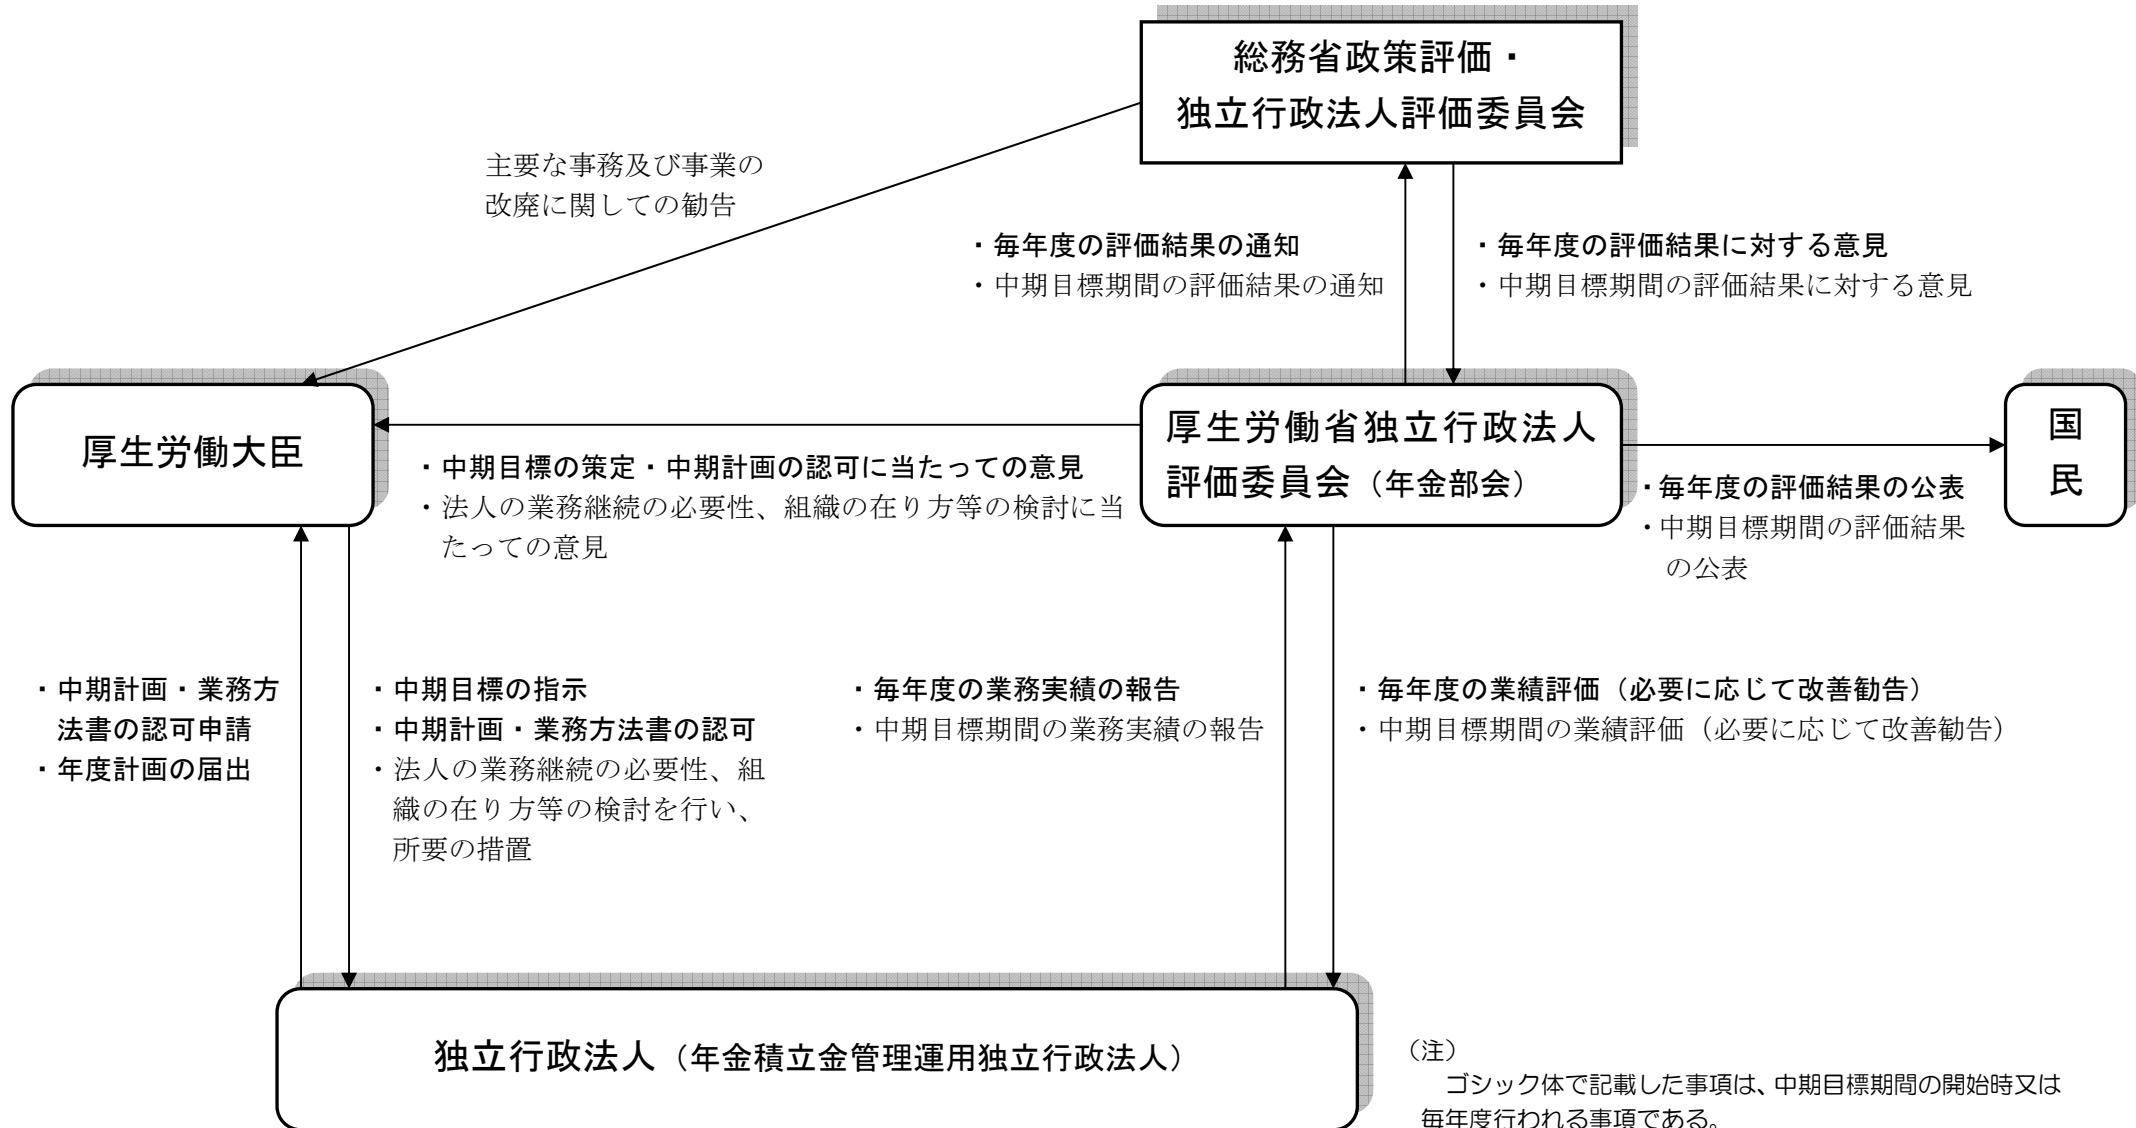 総務省政策評価・
独立行政法人評価委員会
主要な事務及び事業の
改廃に関しての勧告
・毎年度の評価結果の通知
・中期目標期間の評価結果の通知
・毎年度の評価結果に対する意見
・中期目標期間の評価結果に対する意見
厚生労働大臣
厚生労働省独立行政法人
評価委員会（年金部会）
国
民
・中期目標の策定・中期計画の認可に当たっての意見
・法人の業務継続の必要性、組織の在り方等の検討に当
たっての意見
・毎年度の評価結果の公表
・中期目標期間の評価結果
の公表
・中期計画・業務方
法書の認可申請
・年度計画の届出
・中期目標の指示
・中期計画・業務方法書の認可
・法人の業務継続の必要性、組
織の在り方等の検討を行い、
所要の措置
・毎年度の業務実績の報告
・中期目標期間の業務実績の報告
・毎年度の業績評価（必要に応じて改善勧告）
・中期目標期間の業績評価（必要に応じて改善勧告）
独立行政法人（年金積立金管理運用独立行政法人）
（注）
ゴシック体で記載した事項は、中期目標期間の開始時又は
毎年度行われる事項である。